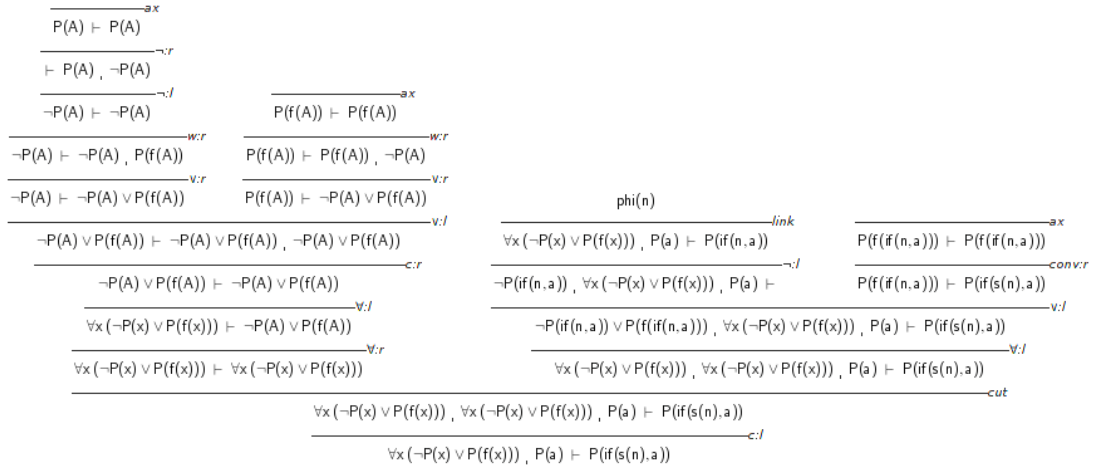 ax
P(A) ⊢ P(A)
¬:r
⊢ P(A) , ¬P(A)
¬:l ax
¬P(A) ⊢ ¬P(A) P(f(A)) ⊢ P(f(A))
w:r w:r
¬P(A) ⊢ ¬P(A) , P(f(A)) P(f(A)) ⊢ P(f(A)) , ¬P(A)
∨:r ∨:r
¬P(A) ⊢ ¬P(A) ∨ P(f(A)) P(f(A)) ⊢ ¬P(A) ∨ P(f(A)) phi(n)
∨:l link ax
¬P(A) ∨ P(f(A)) ⊢ ¬P(A) ∨ P(f(A)) , ¬P(A) ∨ P(f(A)) ∀x (¬P(x) ∨ P(f(x))) , P(a) ⊢ P(if(n,a)) P(f(if(n,a))) ⊢ P(f(if(n,a)))
c:r ¬:l conv:r
¬P(A) ∨ P(f(A)) ⊢ ¬P(A) ∨ P(f(A)) ¬P(if(n,a)) , ∀x (¬P(x) ∨ P(f(x))) , P(a) ⊢ P(f(if(n,a))) ⊢ P(if(s(n),a))
∀:l ∨:l
∀x (¬P(x) ∨ P(f(x))) ⊢ ¬P(A) ∨ P(f(A)) ¬P(if(n,a)) ∨ P(f(if(n,a))) , ∀x (¬P(x) ∨ P(f(x))) , P(a) ⊢ P(if(s(n),a))
∀:r ∀:l
∀x (¬P(x) ∨ P(f(x))) ⊢ ∀x (¬P(x) ∨ P(f(x))) ∀x (¬P(x) ∨ P(f(x))) , ∀x (¬P(x) ∨ P(f(x))) , P(a) ⊢ P(if(s(n),a))
cut
∀x (¬P(x) ∨ P(f(x))) , ∀x (¬P(x) ∨ P(f(x))) , P(a) ⊢ P(if(s(n),a))
c:l
∀x (¬P(x) ∨ P(f(x))) , P(a) ⊢ P(if(s(n),a))